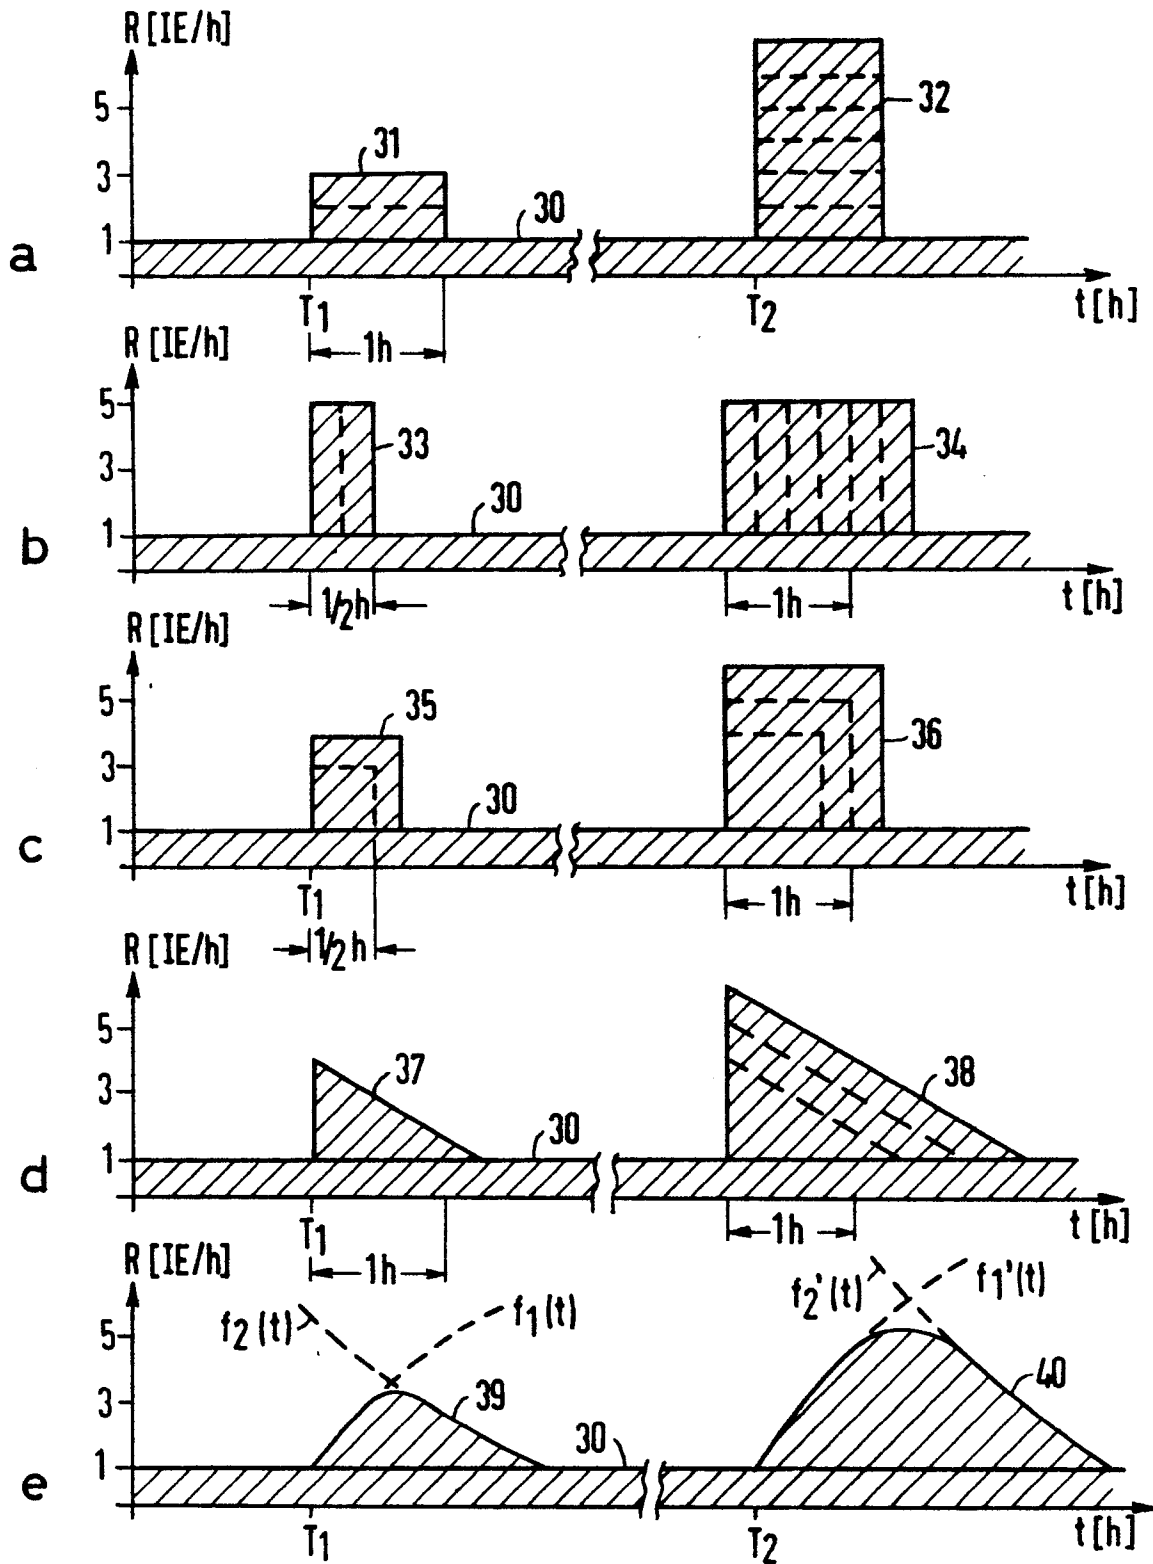 R [IE/h]
5
3
1
31
30
32
a
T1
T2
t [h]
1h
R [IE/h]
5
3
1
33
30
34
b
1/2h
1h
t [h]
R [IE/h]
5
3
1
35
30
36
c
T1
1/2h
1h
t [h]
R [IE/h]
5
3
1
37
30
38
d
T1
1h
1h
t [h]
R [IE/h]
f2 (t)
f1 (t)
f2' (t)
f1' (t)
5
3
1
39
30
40
e
T1
T2
t [h]